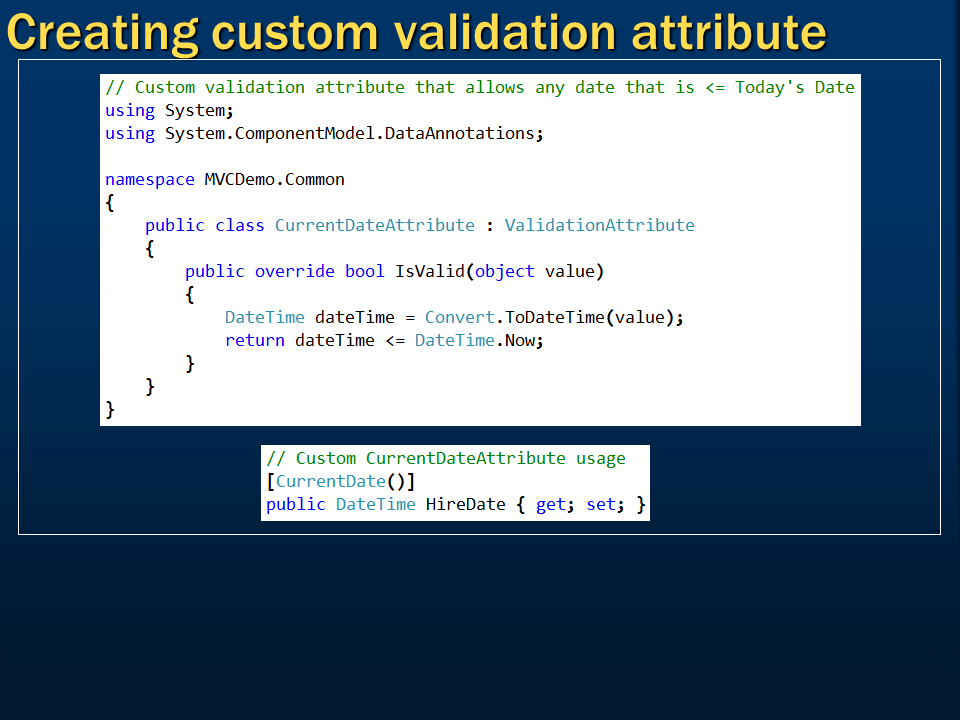 Creating custom validation attribute
// Custom validation attribute that allows any date that is <= Today's Date
using System;
using System.ComponentModel.DataAnnotations;
namespace MVCDemo.Common
{
    public class CurrentDateAttribute : ValidationAttribute
    {
        public override bool IsValid(object value)
        {
            DateTime dateTime = Convert.ToDateTime(value);
            return dateTime <= DateTime.Now;
        }
    }
}
// Custom CurrentDateAttribute usage
[CurrentDate()]
public DateTime HireDate { get; set; }